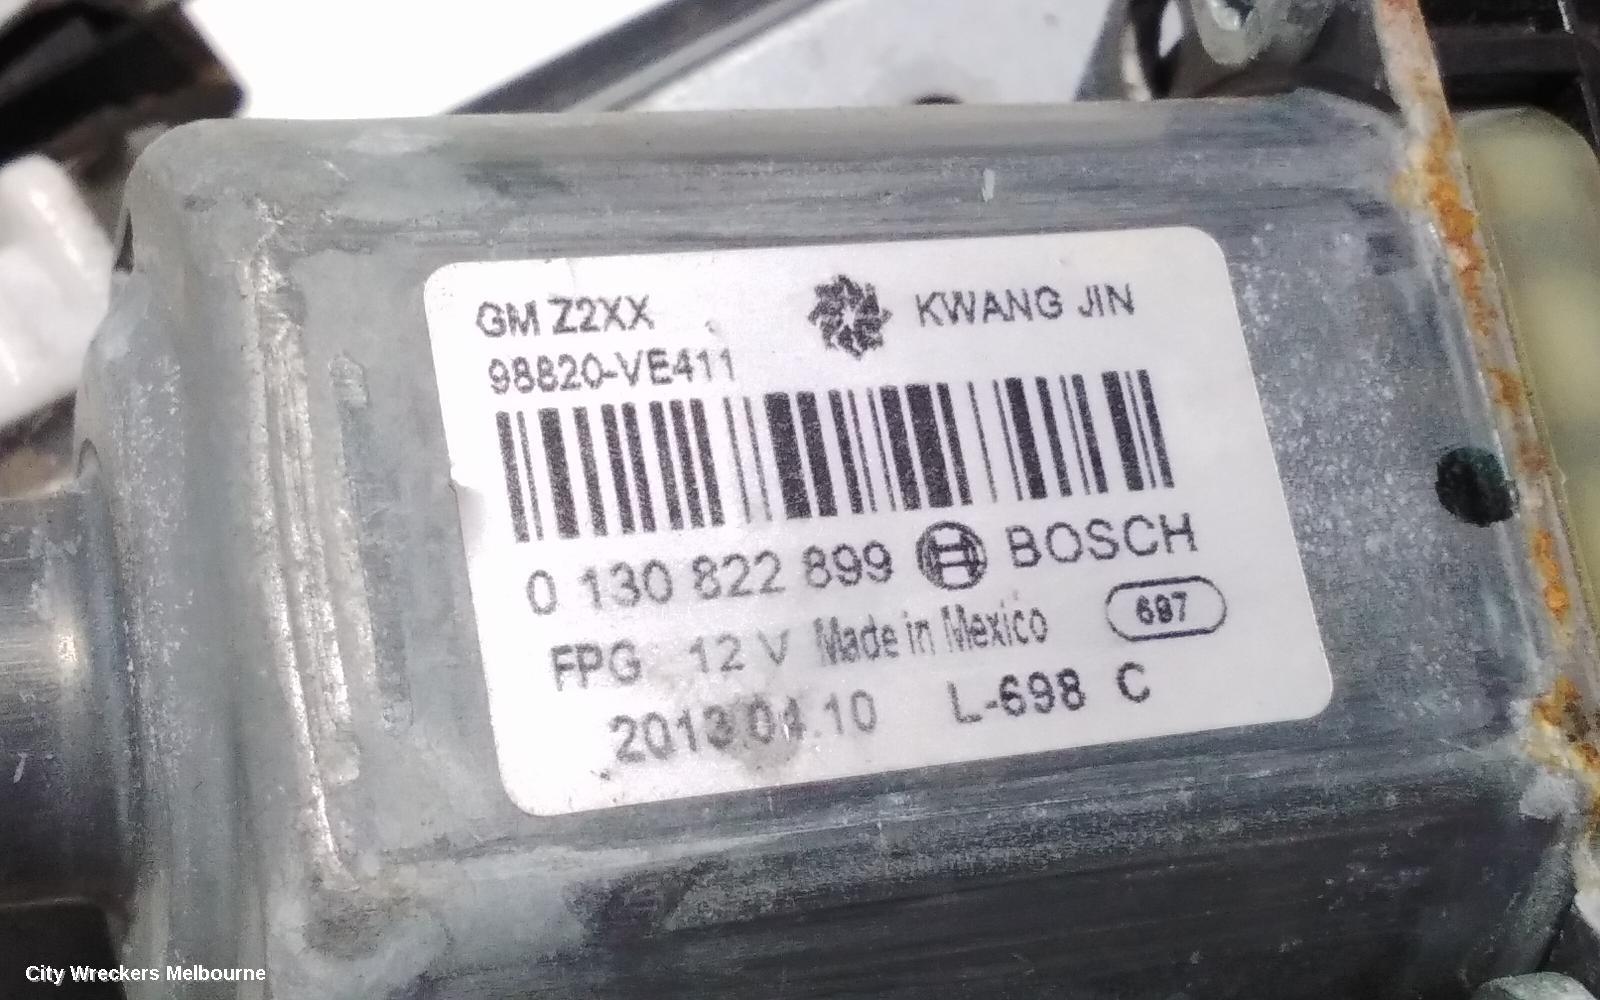 GM Z2XX KWANG JIN
98820-VE411
0 130 822 899 BOSCH
FPG 12 V Made in Mexico 697
2013.04.10 L-698 C
City Wreckers Melbourne